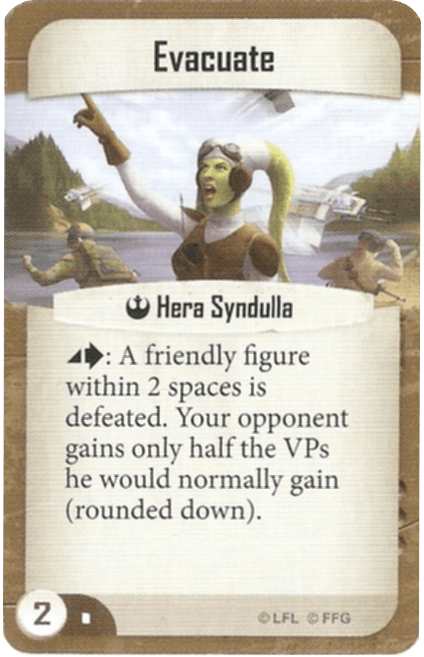 Evacuate
Hera Syndulla
: A friendly figure
within 2 spaces is
defeated. Your opponent
gains only half the VPs
he would normally gain
(rounded down).
2
©LFL ©FFG